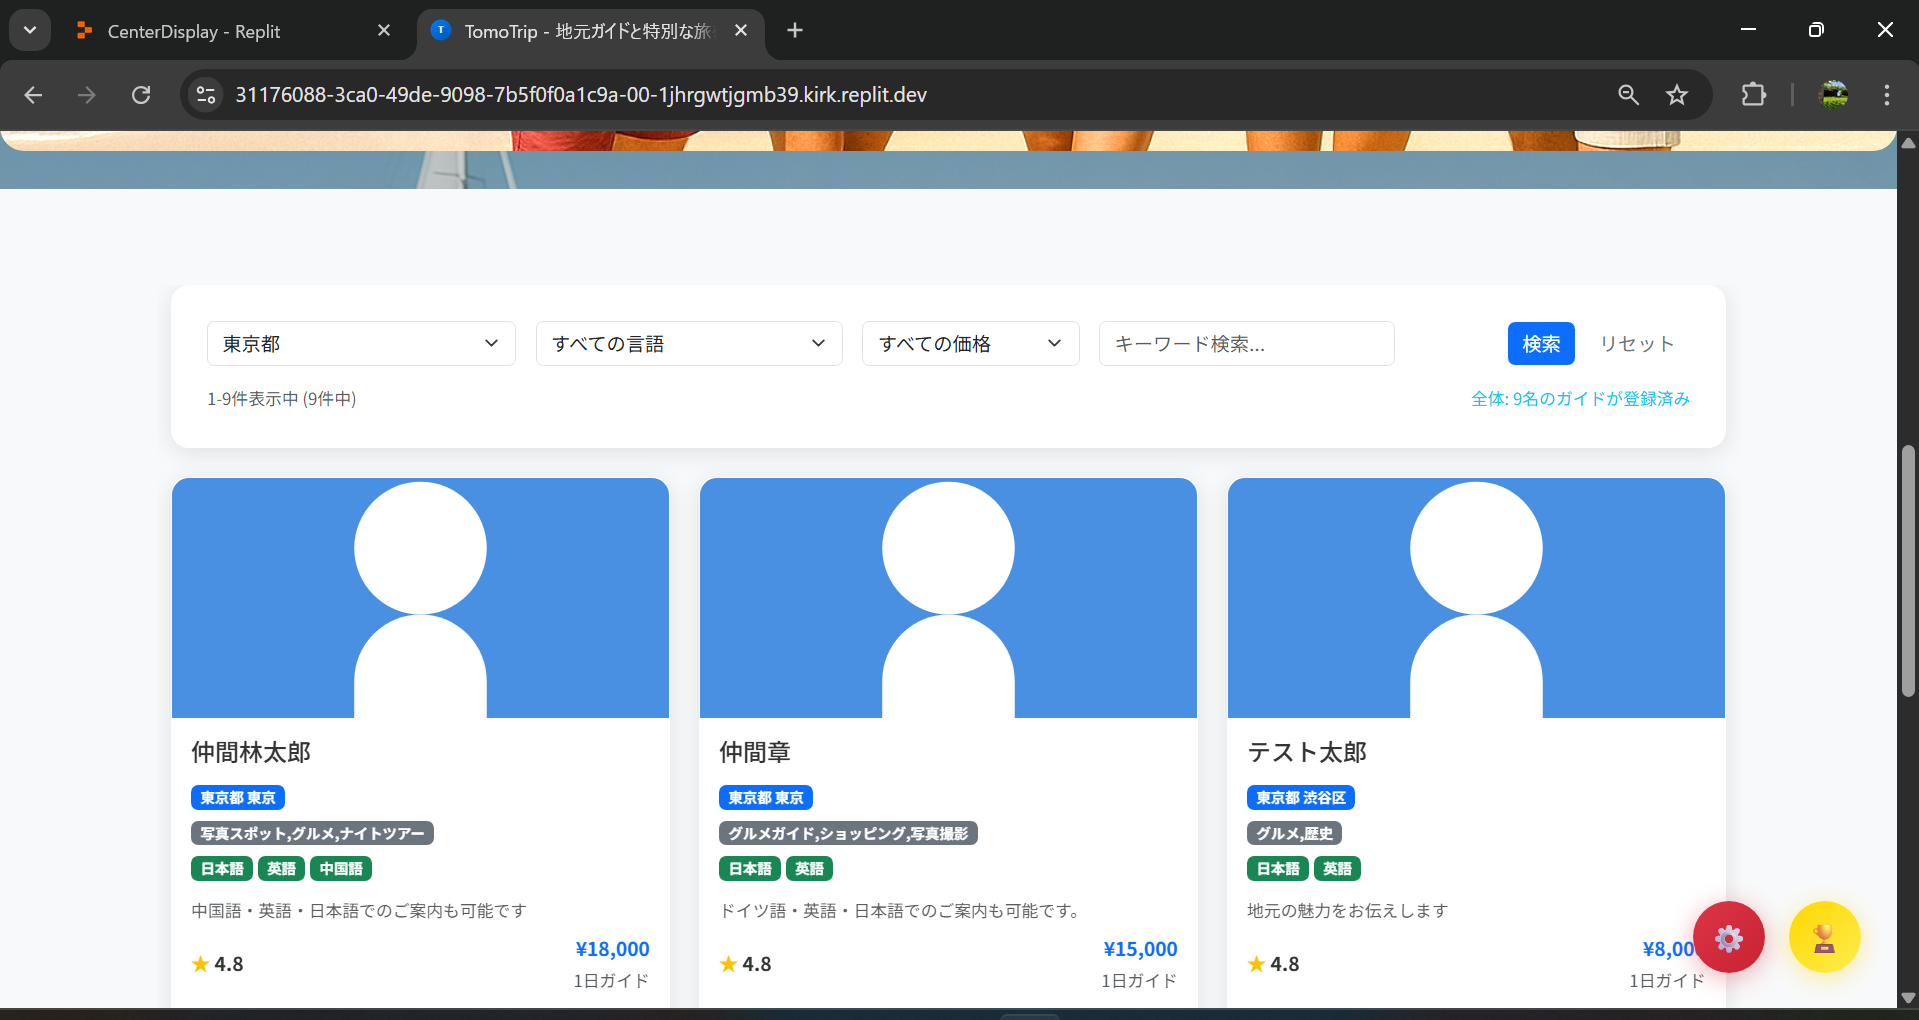 CenterDisplay - Replit
TomoTrip - 地元ガイドと特別な旅
31176088-3ca0-49de-9098-7b5f0f0a1c9a-00-1jhrgwtjgmb39.kirk.replit.dev
東京都
すべての言語
すべての価格
キーワード検索...
検索
リセット
1-9件表示中 (9件中)
全体: 9名のガイドが登録済み
仲間林太郎
東京都 東京
写真スポット,グルメ,ナイトツアー
日本語 英語 中国語
中国語・英語・日本語でのご案内も可能です
4.8
¥18,000
1日ガイド
仲間章
東京都 東京
グルメガイド,ショッピング,写真撮影
日本語 英語
ドイツ語・英語・日本語でのご案内も可能です。
4.8
¥15,000
1日ガイド
テスト太郎
東京都 渋谷区
グルメ,歴史
日本語 英語
地元の魅力をお伝えします
4.8
¥8,00
1日ガイド